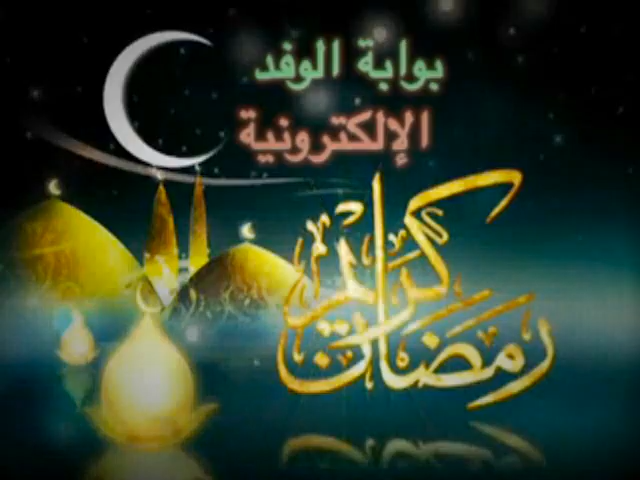 بوابة الوفد
الإلكترونية
رمضان كريم